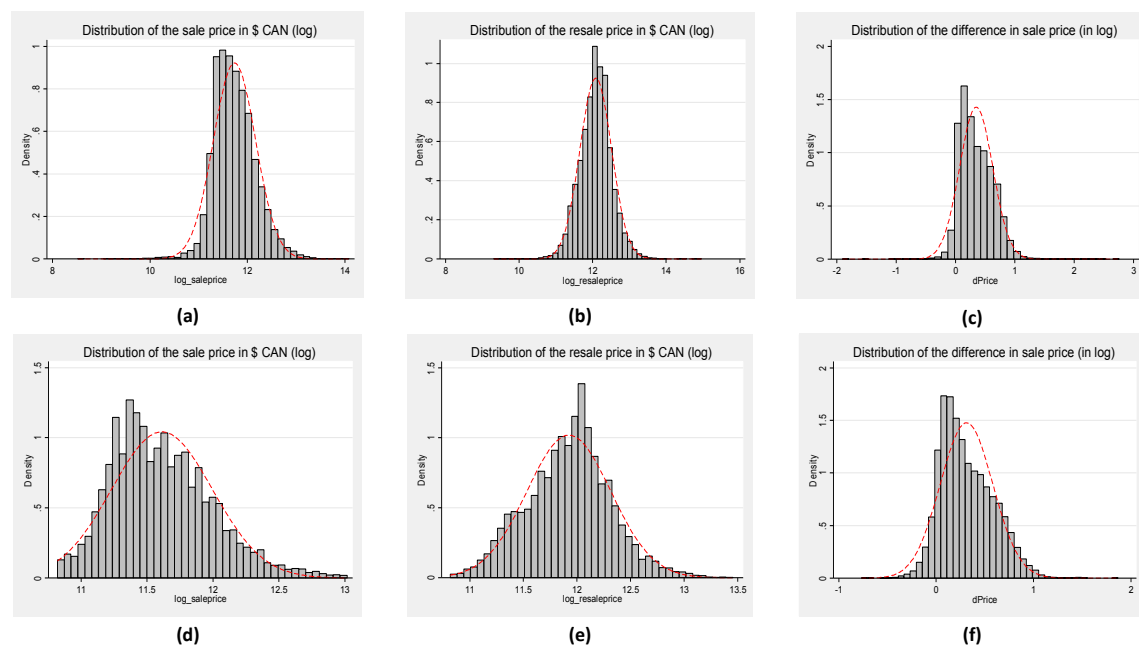 Distribution of the sale price in $ CAN (log)
Density
0 .2 .4 .6 .8 1
8 10 12 14
log_saleprice
(a)
Distribution of the resale price in $ CAN (log)
Density
0 .2 .4 .6 .8 1
8 10 12 14 16
log_resaleprice
(b)
Distribution of the difference in sale price (in log)
Density
0 .5 1 1.5 2
-2 -1 0 1 2 3
dPrice
(c)
Distribution of the sale price in $ CAN (log)
Density
0 .5 1 1.5
11 11.5 12 12.5 13
log_saleprice
(d)
Distribution of the resale price in $ CAN (log)
Density
0 .5 1 1.5
11 11.5 12 12.5 13 13.5
log_resaleprice
(e)
Distribution of the difference in sale price (in log)
Density
0 .5 1 1.5 2
-1 0 1 2
dPrice
(f)